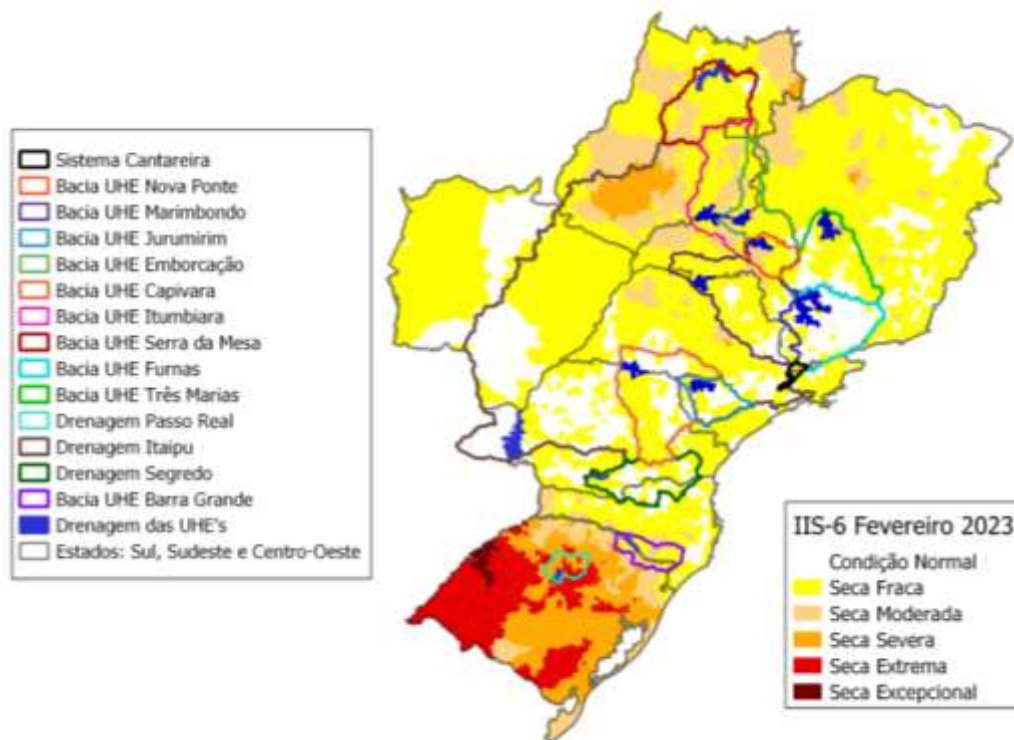 Sistema Cantareira
Bacia UHE Nova Ponte
Bacia UHE Marimbondo
Bacia UHE Jurumirim
Bacia UHE Emborcação
Bacia UHE Capivara
Bacia UHE Itumbiara
Bacia UHE Serra da Mesa
Bacia UHE Furnas
Bacia UHE Três Marias
Drenagem Passo Real
Drenagem Itaipu
Drenagem Segredo
Bacia UHE Barra Grande
Drenagem das UHE's
Estados: Sul, Sudeste e Centro-Oeste
IIS-6 Fevereiro 2023
Condição Normal
Seca Fraca
Seca Moderada
Seca Severa
Seca Extrema
Seca Excepcional